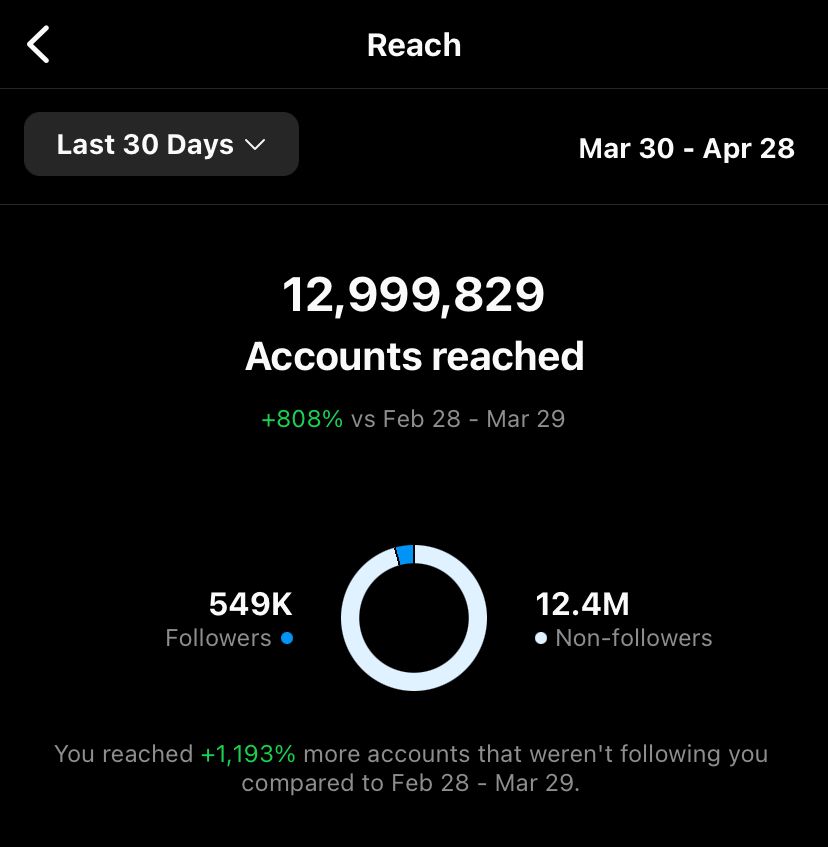 Reach
Last 30 Days
Mar 30 - Apr 28
12,999,829
Accounts reached
+808% vs Feb 28 - Mar 29
549K
Followers
12.4M
Non-followers
You reached +1,193% more accounts that weren't following you
compared to Feb 28 - Mar 29.